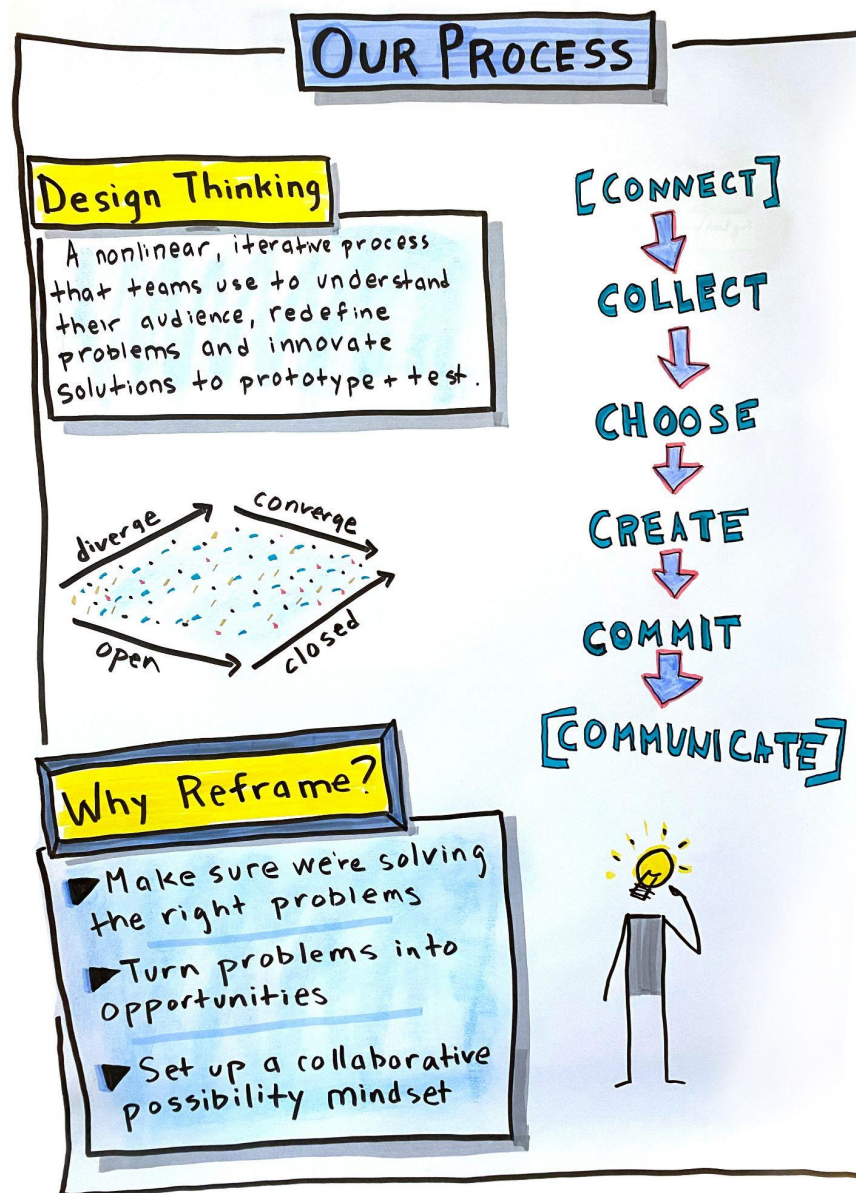 OUR PROCESS
Design Thinking
A nonlinear, iterative process
that teams use to understand
their audience, redefine
problems and innovate
solutions to prototype + test.
diverge
converge
open
closed
Why Reframe?
Make sure we're solving
the right problems
Turn problems into
opportunities
Set up a collaborative
possibility mindset
[CONNECT]
COLLECT
CHOOSE
CREATE
COMMIT
[COMMUNICATE]